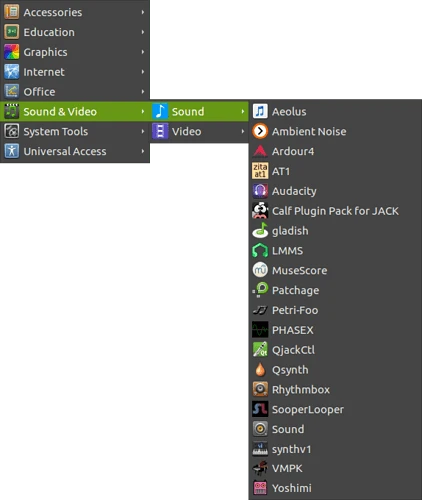 Accessories
Education
Graphics
Internet
Office
Sound & Video
System Tools
Universal Access
Sound
Video
Aeolus
Ambient Noise
Ardour4
zita
at1
AT1
Audacity
Calf Plugin Pack for JACK
gladish
LMMS
MuseScore
Patchage
Petri-Foo
PHASEX
QjackCtl
Qsynth
Rhythmbox
SooperLooper
Sound
synthv1
VMPK
Yoshimi